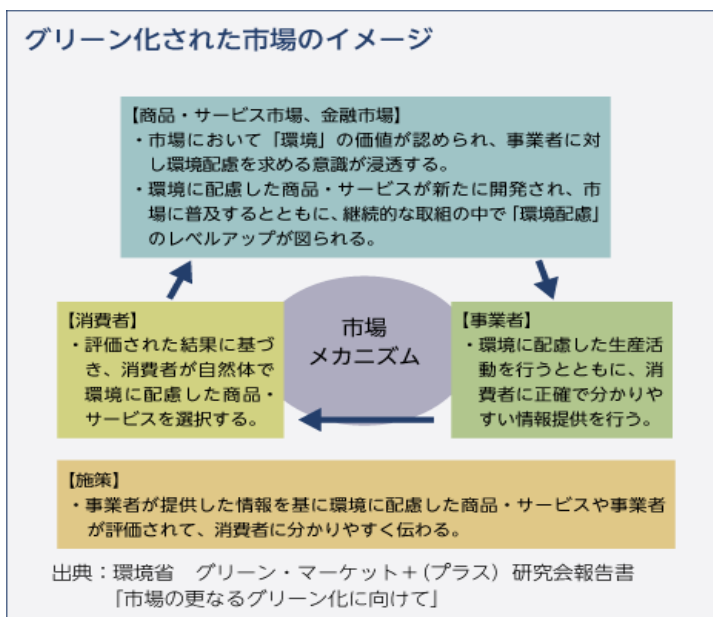 グリーン化された市場のイメージ
【商品・サービス市場、金融市場】
・市場において「環境」の価値が認められ、事業者に対
し環境配慮を求める意識が浸透する。
・環境に配慮した商品・サービスが新たに開発され、市
場に普及するとともに、継続的な取組の中で「環境配慮」
のレベルアップが図られる。
【消費者】
・評価された結果に基づ
き、消費者が自然体で
環境に配慮した商品・
サービスを選択する。
市場
メカニズム
【事業者】
・環境に配慮した生産活
動を行うとともに、消
費者に正確で分かりや
すい情報提供を行う。
【施策】
・事業者が提供した情報を基に環境に配慮した商品・サービスや事業者
が評価されて、消費者に分かりやすく伝わる。
出典：環境省　グリーン・マーケット＋（プラス）研究会報告書
「市場の更なるグリーン化に向けて」